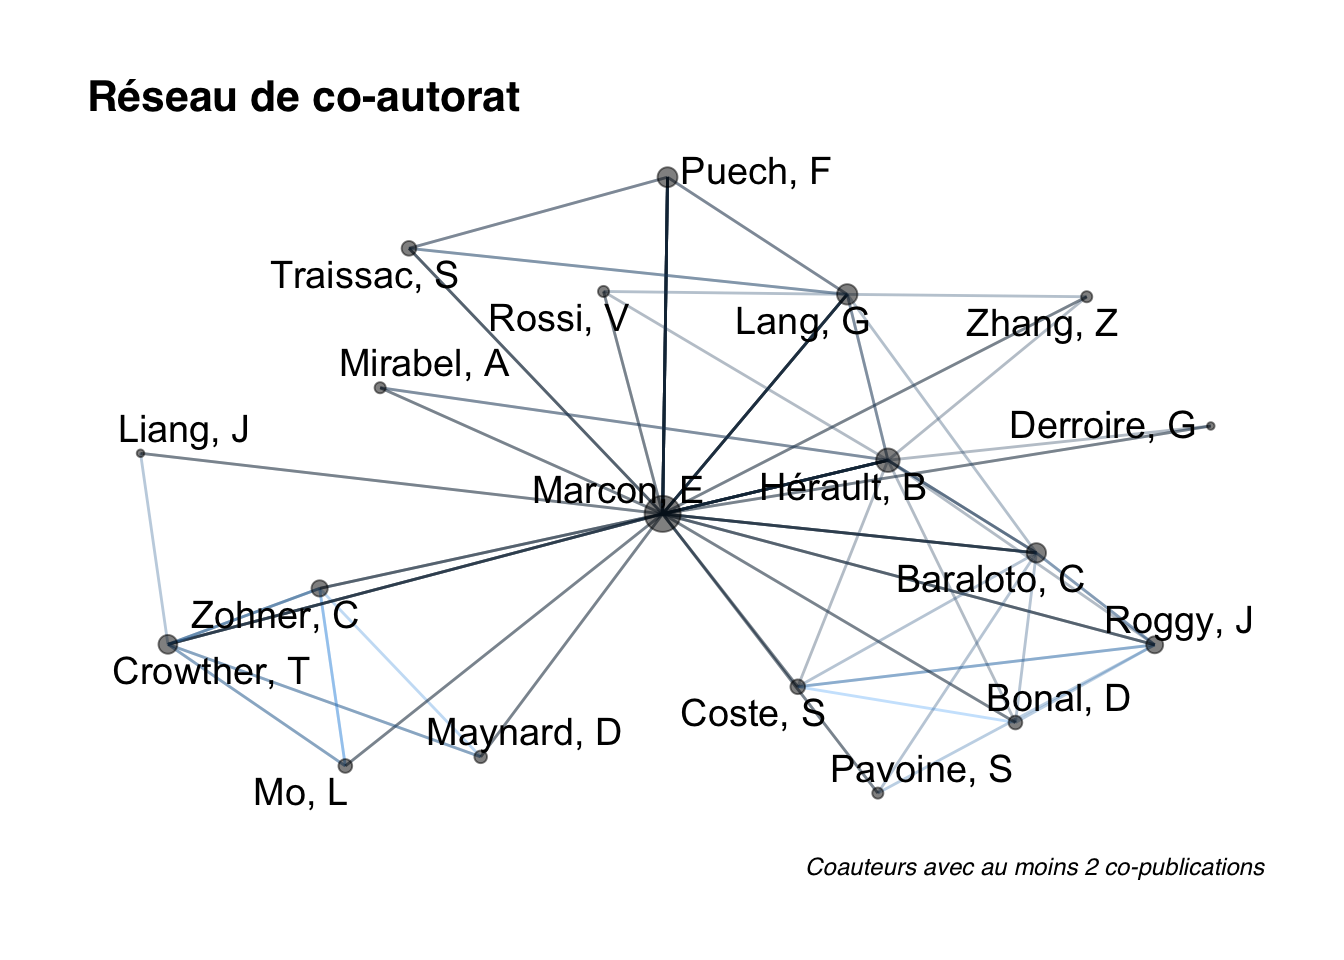 Réseau de co-autorat
Puech, F
Traissac, S
Rossi, V
Lang, G
Zhang, Z
Mirabel, A
Liang, J
Derroire, G
Marcon, E
Hérault, B
Baraloto, C
Zohner, C
Roggy, J
Crowther, T
Bonal, D
Coste, S
Maynard, D
Pavoine, S
Mo, L
Coauteurs avec au moins 2 co-publications